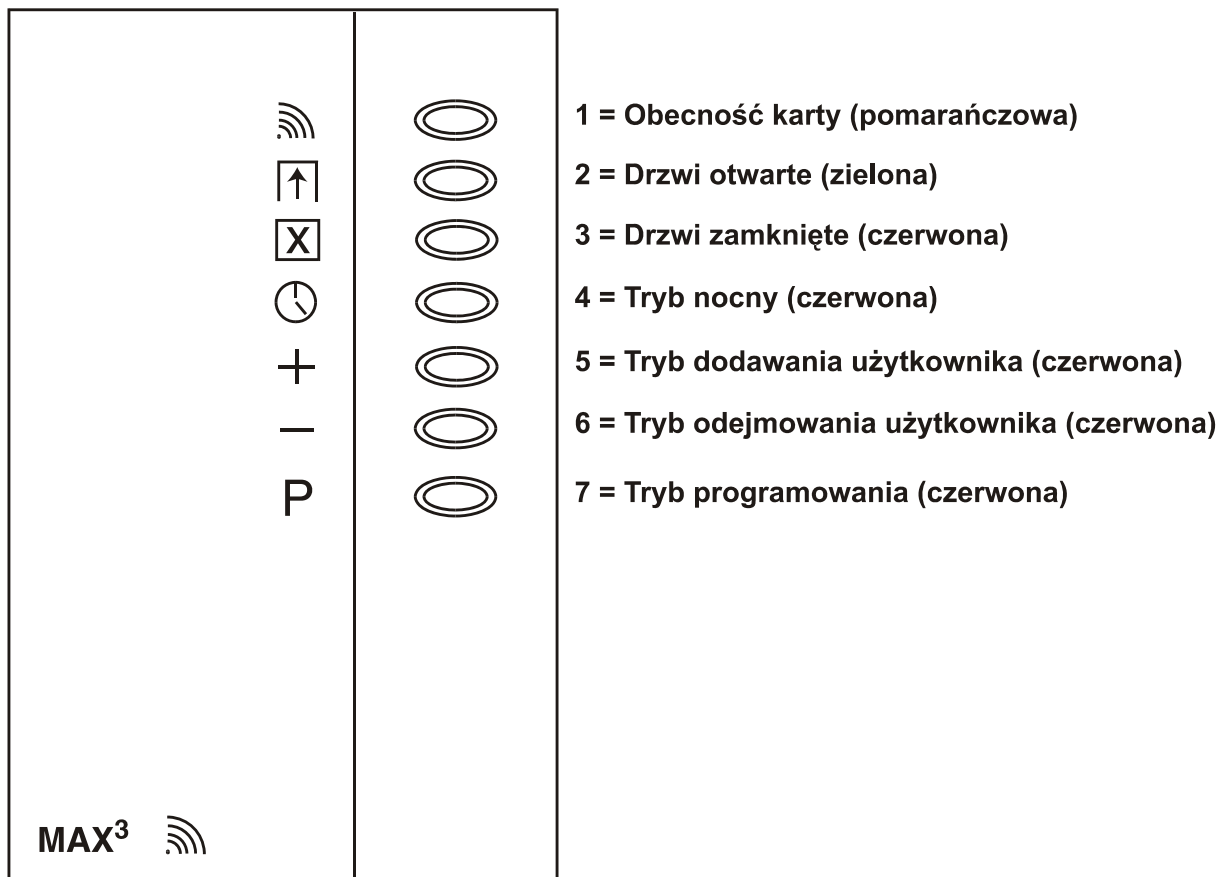 1 = Obecność karty (pomarańczowa)
2 = Drzwi otwarte (zielona)
X
3 = Drzwi zamknięte (czerwona)
4 = Tryb nocny (czerwona)
+
5 = Tryb dodawania użytkownika (czerwona)
–
6 = Tryb odejmowania użytkownika (czerwona)
P
7 = Tryb programowania (czerwona)
MAX³